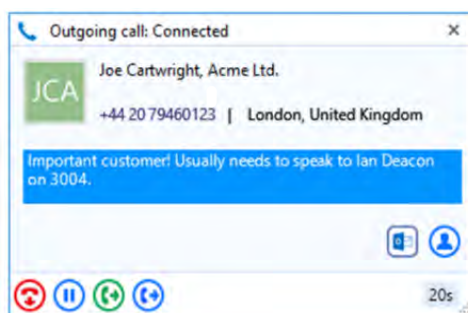 Outgoing call: Connected
JCA
Joe Cartwright, Acme Ltd.
+44 20 79460123 | London, United Kingdom
Important customer! Usually needs to speak to Ian Deacon
on 3004.
20s